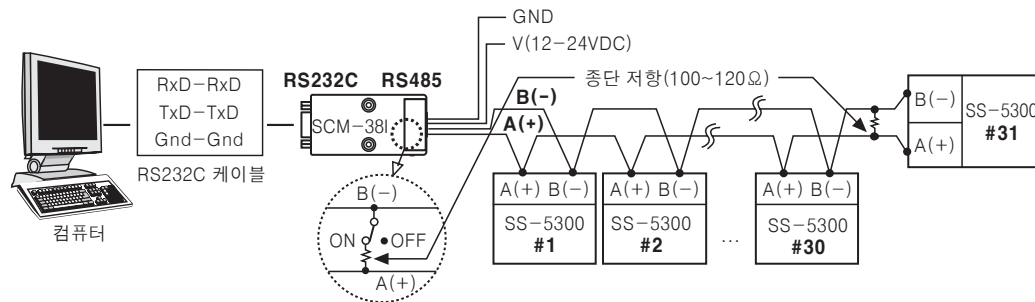 GND
V(12-24VDC)
RS232C RS485
종단 저항(100~120Ω)
RxD-RxD
TxD-TxD
Gnd-Gnd
RS232C 케이블
컴퓨터
SCM-38I
B(-)
A(+)
B(-)
ON OFF
A(+)
A(+) B(-)
SS-5300
#1
A(+) B(-)
SS-5300
#2
...
A(+) B(-)
SS-5300
#30
B(-)
A(+)
SS-5300
#31